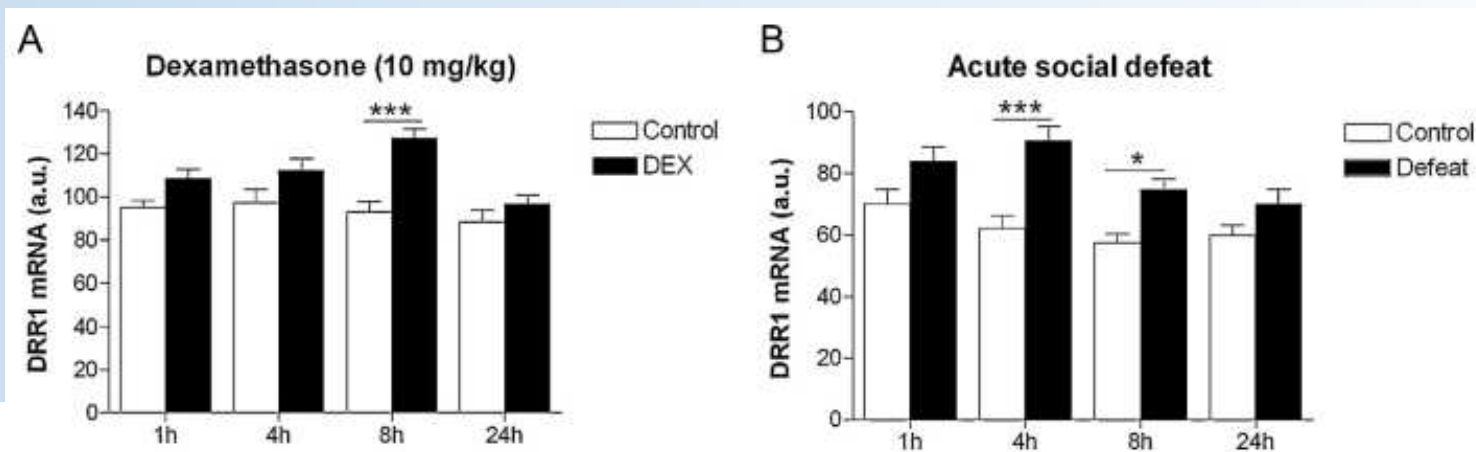 A
Dexamethasone (10 mg/kg)
DRR1 mRNA (a.u.)
140
120
100
80
60
40
20
0
***
1h 4h 8h 24h
Control
DEX
B
Acute social defeat
DRR1 mRNA (a.u.)
100
80
60
40
20
0
***
*
1h 4h 8h 24h
Control
Defeat